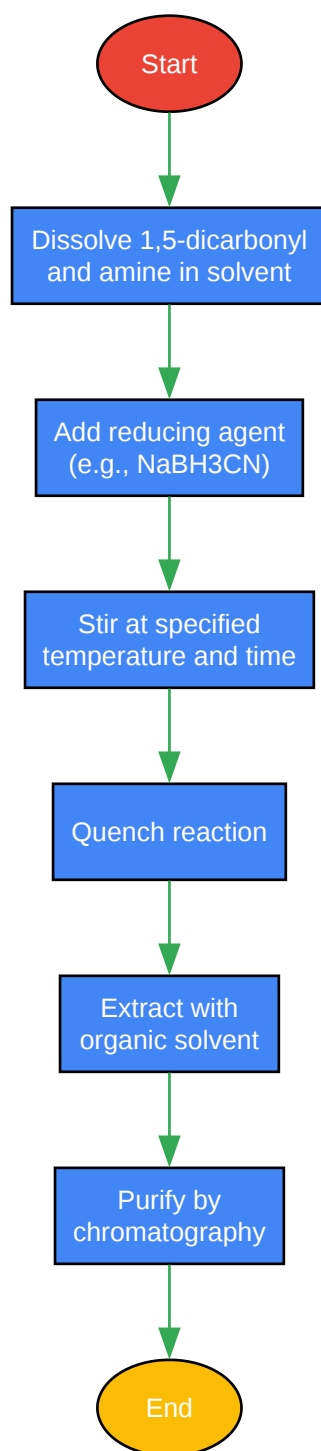 Start
Dissolve 1,5-dicarbonyl
and amine in solvent
Add reducing agent
(e.g., NaBH3CN)
Stir at specified
temperature and time
Quench reaction
Extract with
organic solvent
Purify by
chromatography
End